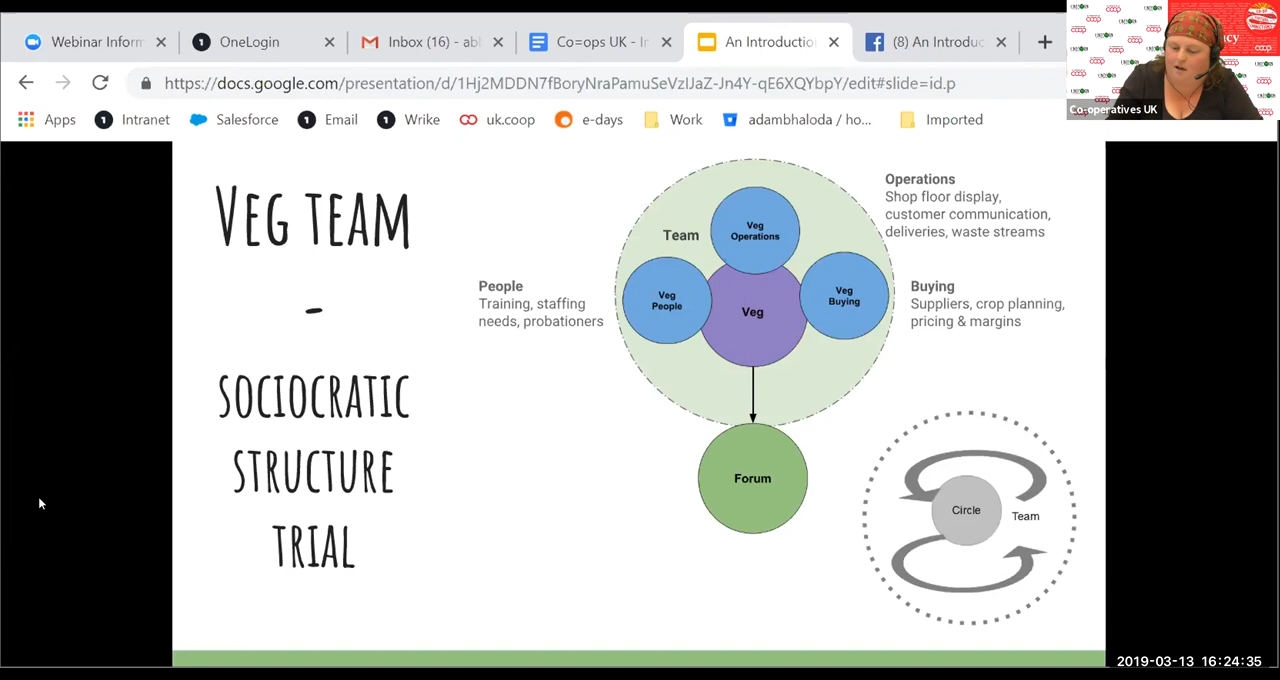 Webinar Inform
OneLogin
Inbox (16) - abl
Co=ops UK - In
An Introductio
(8) An Introduc
https://docs.google.com/presentation/d/1Hj2MDDN7fBoryNraPamuSeVzlJaZ-Jn4Y-qE6XQYbpY/edit#slide=id.p
Apps
Intranet
Salesforce
Email
Wrike
uk.coop
e-days
Work
adambhaloda / ho...
Imported
Co-operatives UK
VEG TEAM
-
SOCIOCRATIC
STRUCTURE
TRIAL
Team
Veg
Operations
Veg
People
Veg
Veg
Buying
Forum
Operations
Shop floor display,
customer communication,
deliveries, waste streams
People
Training, staffing
needs, probationers
Buying
Suppliers, crop planning,
pricing & margins
Circle
Team
2019-03-13 16:24:35